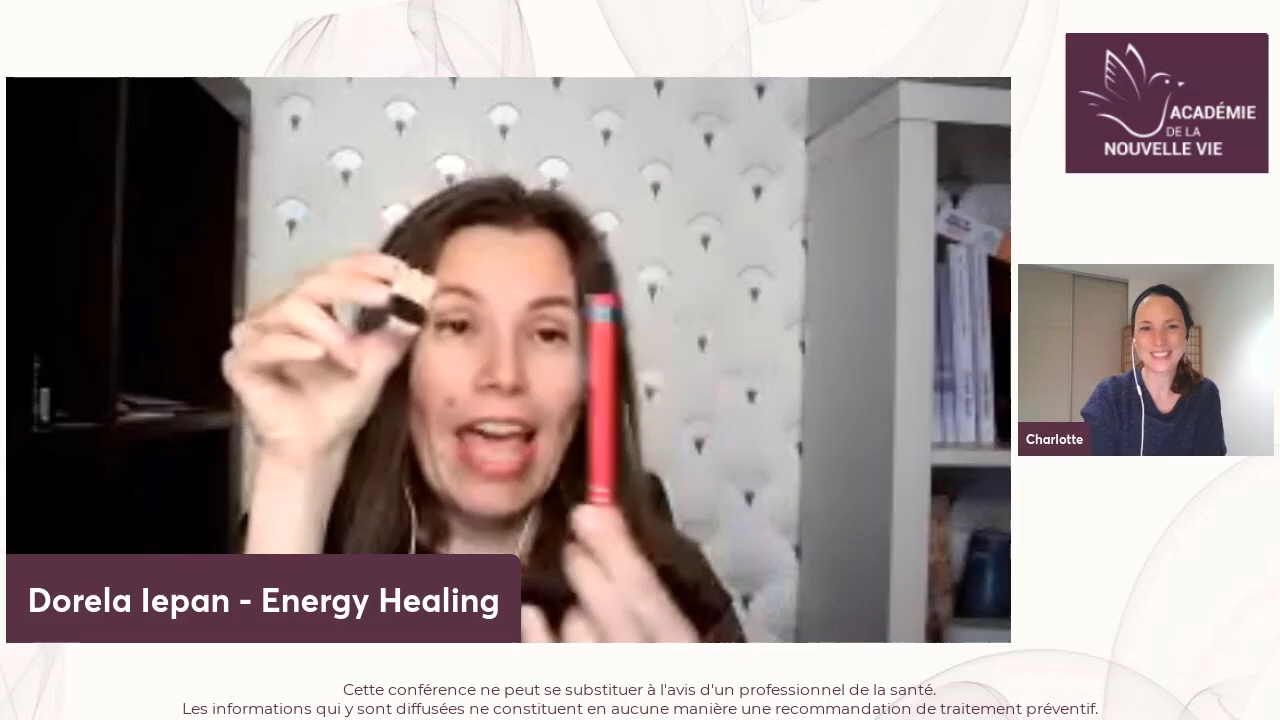 ACADÉMIE
DE LA
NOUVELLE VIE
Charlotte
Dorela Iepan - Energy Healing
Cette conférence ne peut se substituer à l'avis d'un professionnel de la santé.
Les informations qui y sont diffusées ne constituent en aucune manière une recommandation de traitement préventif.